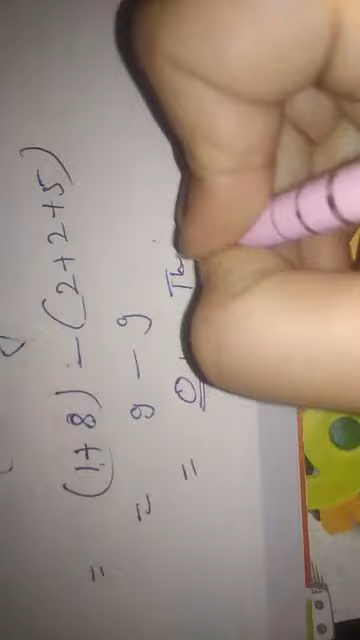 = (1+8) - (2+2+5)
= 9 - 9
= 0